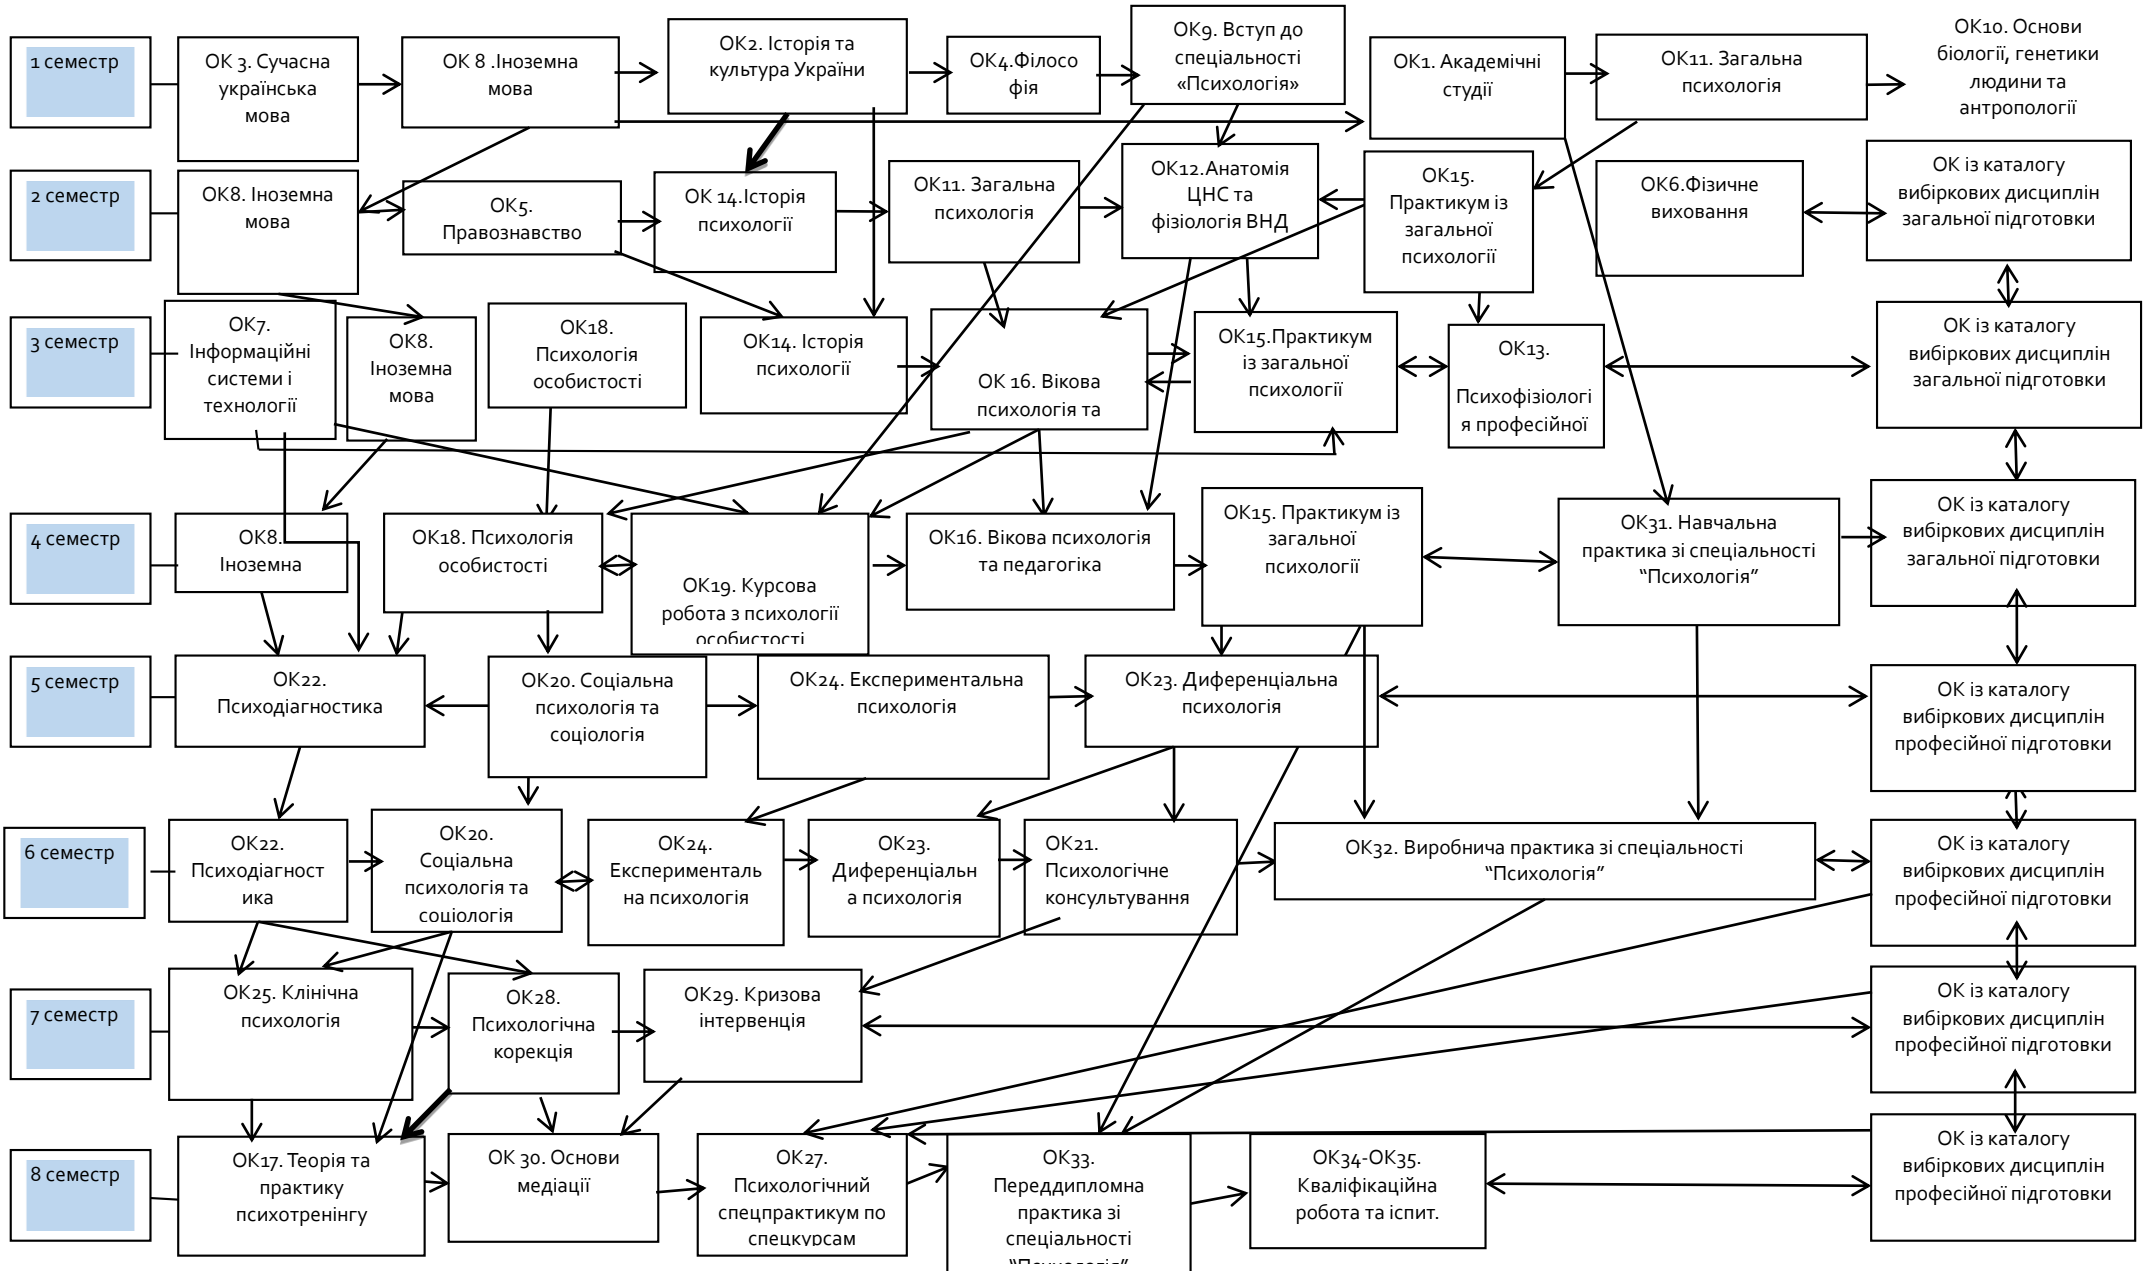 1 семестр
ОК 3. Сучасна
українська
мова
ОК 8 .Іноземна
мова
ОК2. Історія та
культура України
ОК4.Філосо
фія
ОК9. Вступ до
спеціальності
«Психологія»
ОК1. Академічні
студії
ОК11. Загальна
психологія
ОК10. Основи
біології, генетики
людини та
антропології
2 семестр
ОК8. Іноземна
мова
ОК5.
Правознавство
ОК 14.Історія
психології
ОК11. Загальна
психологія
ОК12.Анатомія
ЦНС та
фізіологія ВНД
ОК15.
Практикум із
загальної
психології
ОК6.Фізичне
виховання
ОК із каталогу
вибіркових дисциплін
загальної підготовки
3 семестр
ОК7.
Інформаційні
системи і
технології
ОК8.
Іноземна
мова
ОК18.
Психологія
особистості
ОК14. Історія
психології
ОК 16. Вікова
психологія та
ОК15.Практикум
із загальної
психології
ОК13.
Психофізіологі
я професійної
ОК із каталогу
вибіркових дисциплін
загальної підготовки
4 семестр
ОК8.
Іноземна
ОК18. Психологія
особистості
ОК19. Курсова
робота з психології
особистості
ОК16. Вікова психологія
та педагогіка
ОК15. Практикум із
загальної
психології
ОК31. Навчальна
практика зі спеціальності
“Психологія”
ОК із каталогу
вибіркових дисциплін
загальної підготовки
5 семестр
ОК22.
Психодіагностика
ОК20. Соціальна
психологія та
соціологія
ОК24. Експериментальна
психологія
ОК23. Диференціальна
психологія
ОК із каталогу
вибіркових дисциплін
професійної підготовки
6 семестр
ОК22.
Психодіагност
ика
ОК20.
Соціальна
психологія та
соціологія
ОК24.
Експерименталь
на психологія
ОК23.
Диференціальн
а психологія
ОК21.
Психологічне
консультування
ОК32. Виробнича практика зі спеціальності
“Психологія”
ОК із каталогу
вибіркових дисциплін
професійної підготовки
7 семестр
ОК25. Клінічна
психологія
ОК28.
Психологічна
корекція
ОК29. Кризова
інтервенція
ОК із каталогу
вибіркових дисциплін
професійної підготовки
8 семестр
ОК17. Теорія та
практику
психотренінгу
ОК 30. Основи
медіації
ОК27.
Психологічний
спецпрактикум по
спецкурсам
ОК33.
Переддипломна
практика зі
спеціальності
“Психологія”
ОК34-ОК35.
Кваліфікаційна
робота та іспит.
ОК із каталогу
вибіркових дисциплін
професійної підготовки